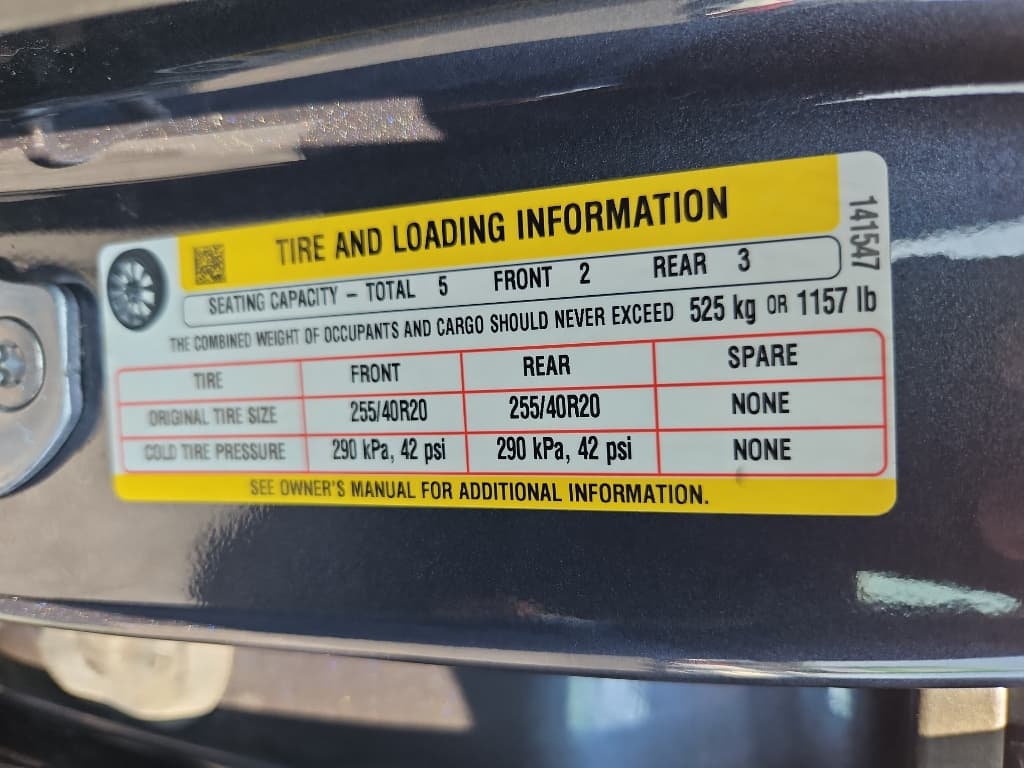 TIRE AND LOADING INFORMATION
141547
SEATING CAPACITY – TOTAL 5 FRONT 2 REAR 3
THE COMBINED WEIGHT OF OCCUPANTS AND CARGO SHOULD NEVER EXCEED 525 kg OR 1157 lb
TIRE FRONT REAR SPARE
ORIGINAL TIRE SIZE 255/40R20 255/40R20 NONE
COLD TIRE PRESSURE 290 kPa, 42 psi 290 kPa, 42 psi NONE
SEE OWNER'S MANUAL FOR ADDITIONAL INFORMATION.